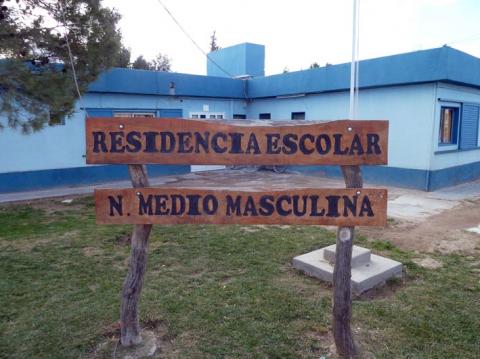 RESIDENCIA ESCOLAR
N. MEDIO MASCULINA